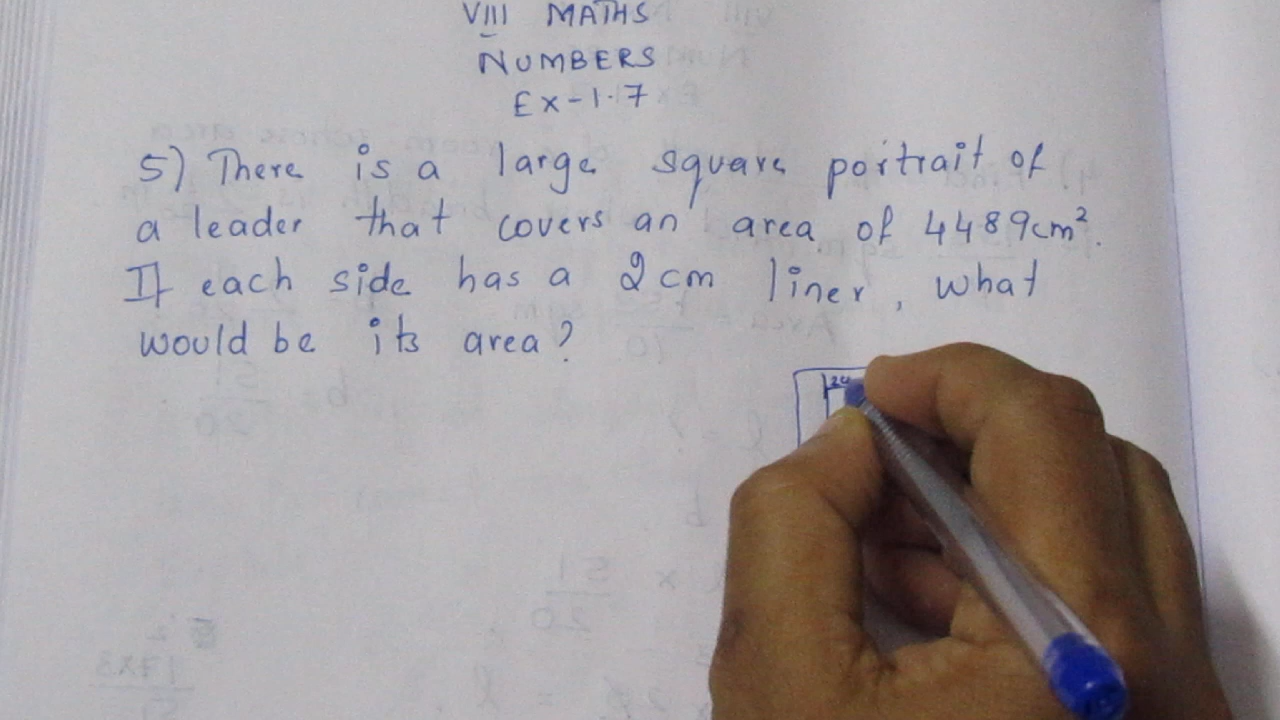 VIII MATHS
NUMBERS
Ex-1.7
5) There is a large square portrait of
a leader that covers an area of 4489cm².
If each side has a 2cm liner, what
would be its area?